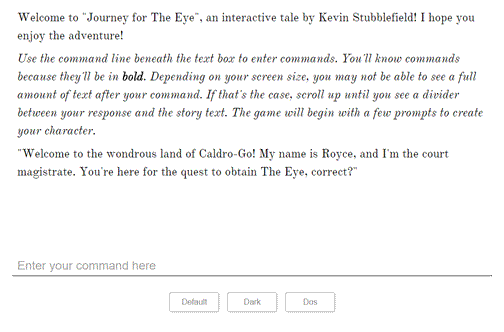 Welcome to "Journey for The Eye", an interactive tale by Kevin Stubblefield! I hope you
enjoy the adventure!
Use the command line beneath the text box to enter commands. You'll know commands
because they'll be in bold. Depending on your screen size, you may not be able to see a full
amount of text after your command. If that's the case, scroll up until you see a divider
between your response and the story text. The game will begin with a few prompts to create
your character.
"Welcome to the wondrous land of Caldro-Go! My name is Royce, and I'm the court
magistrate. You're here for the quest to obtain The Eye, correct?"
Enter your command here
Default
Dark
Dos